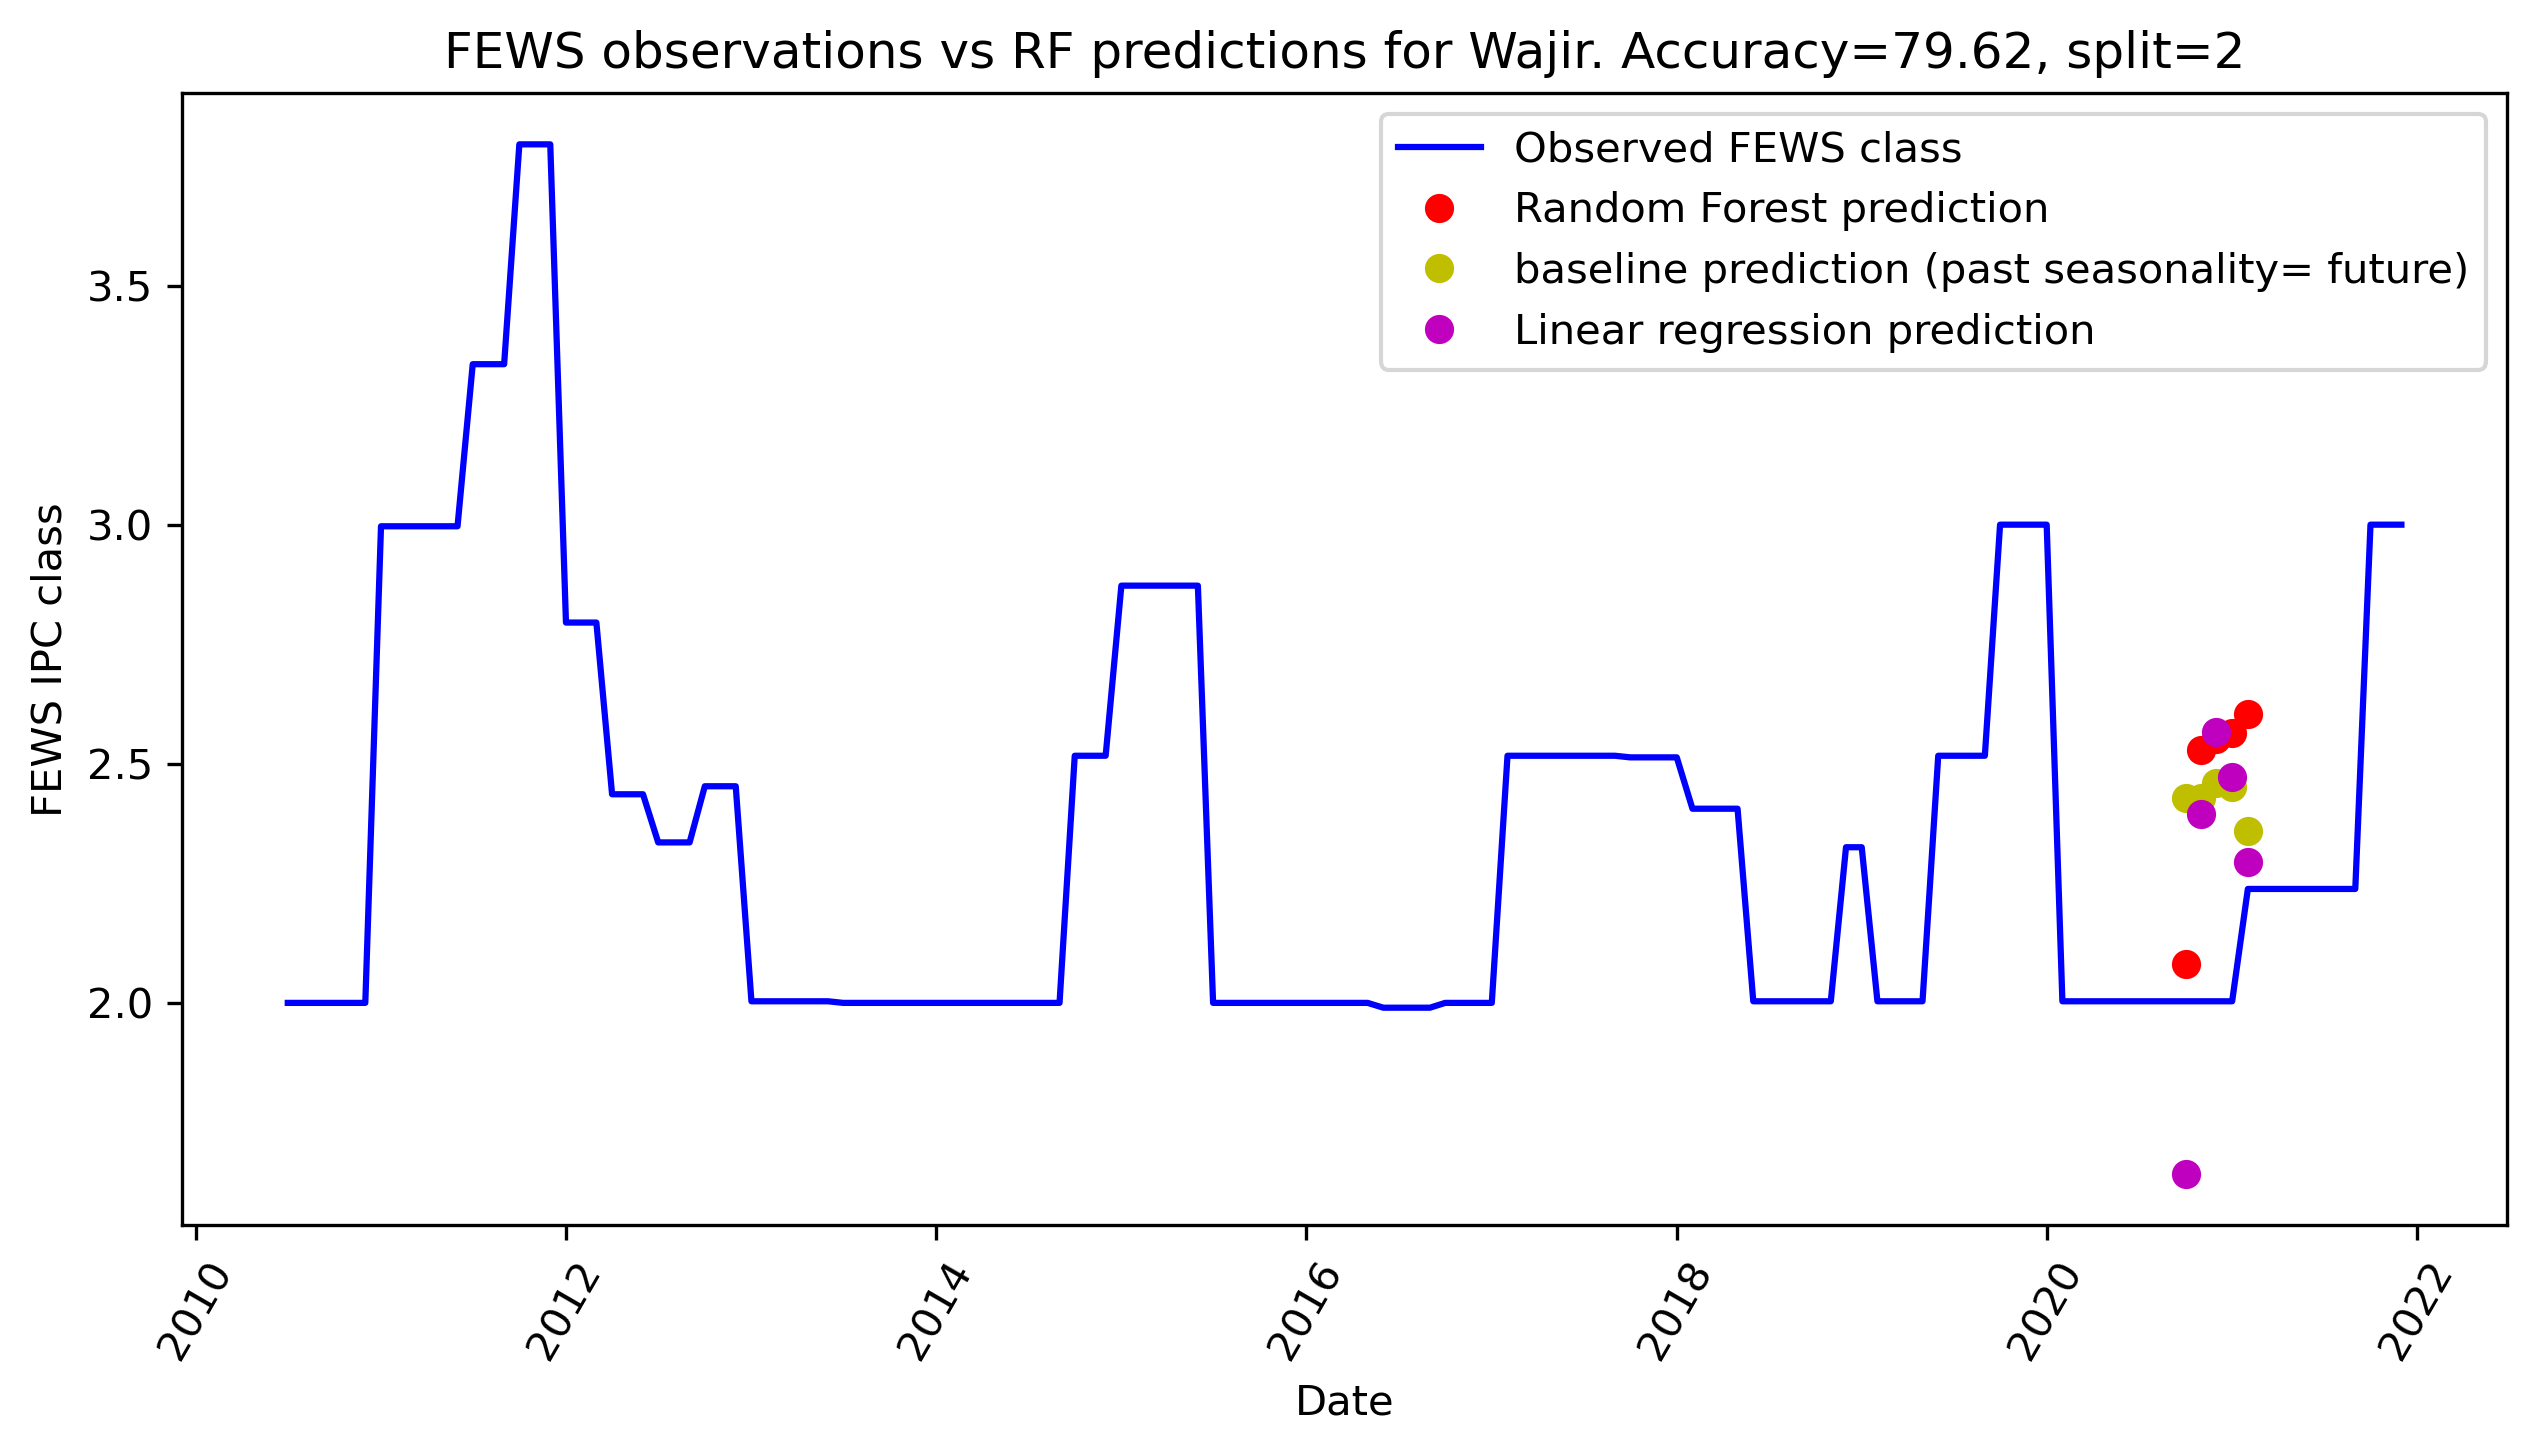 FEWS observations vs RF predictions for Wajir. Accuracy=79.62, split=2
Observed FEWS class
Random Forest prediction
baseline prediction (past seasonality= future)
Linear regression prediction
FEWS IPC class
3.5
3.0
2.5
2.0
2010
2012
2014
2016
2018
2020
2022
Date